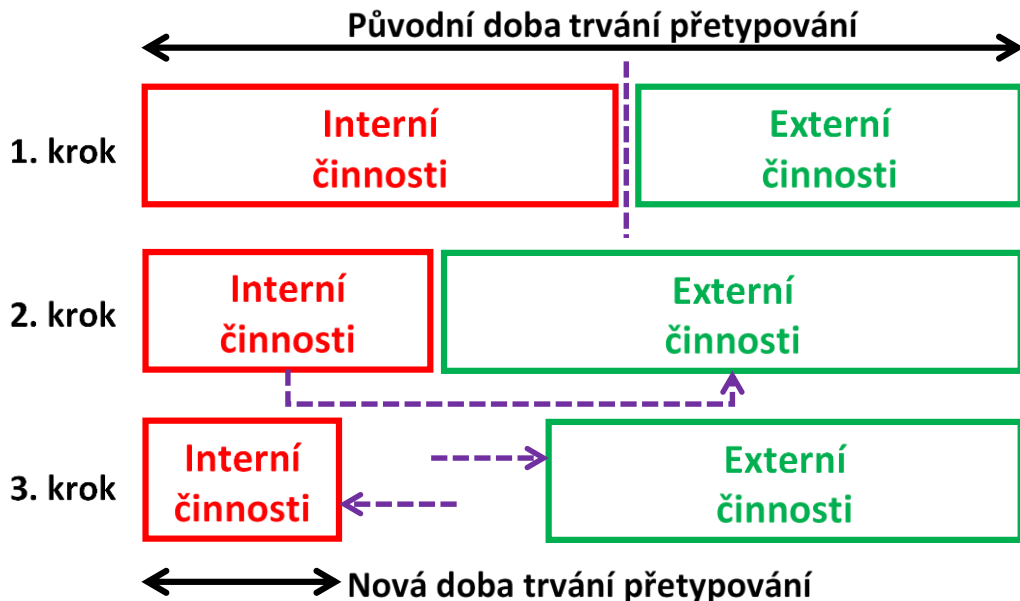 Původní doba trvání přetypování
1. krok
Interní
činnosti
Externí
činnosti
2. krok
Interní
činnosti
Externí
činnosti
3. krok
Interní
činnosti
Externí
činnosti
Nová doba trvání přetypování